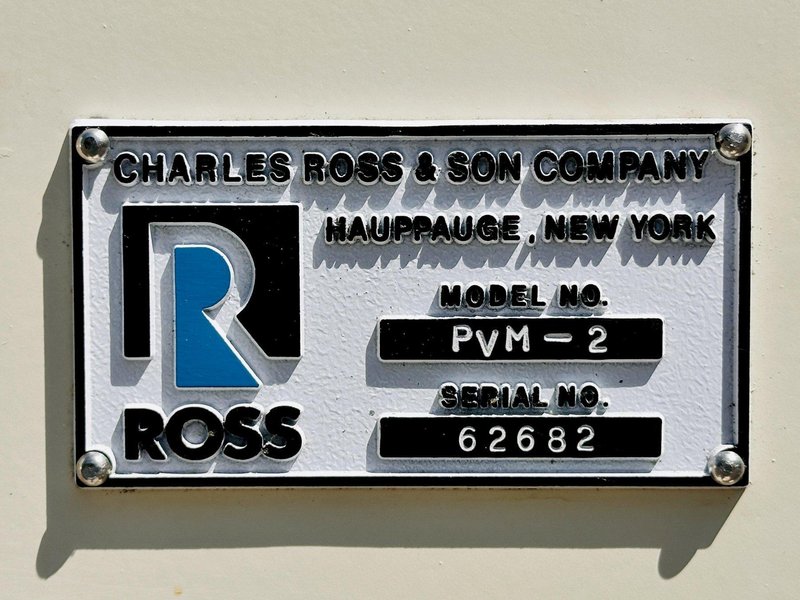 CHARLES ROSS & SON COMPANY
HAUPPAUGE, NEW YORK
MODEL NO.
PVM-2
SERIAL NO.
62682
R
ROSS